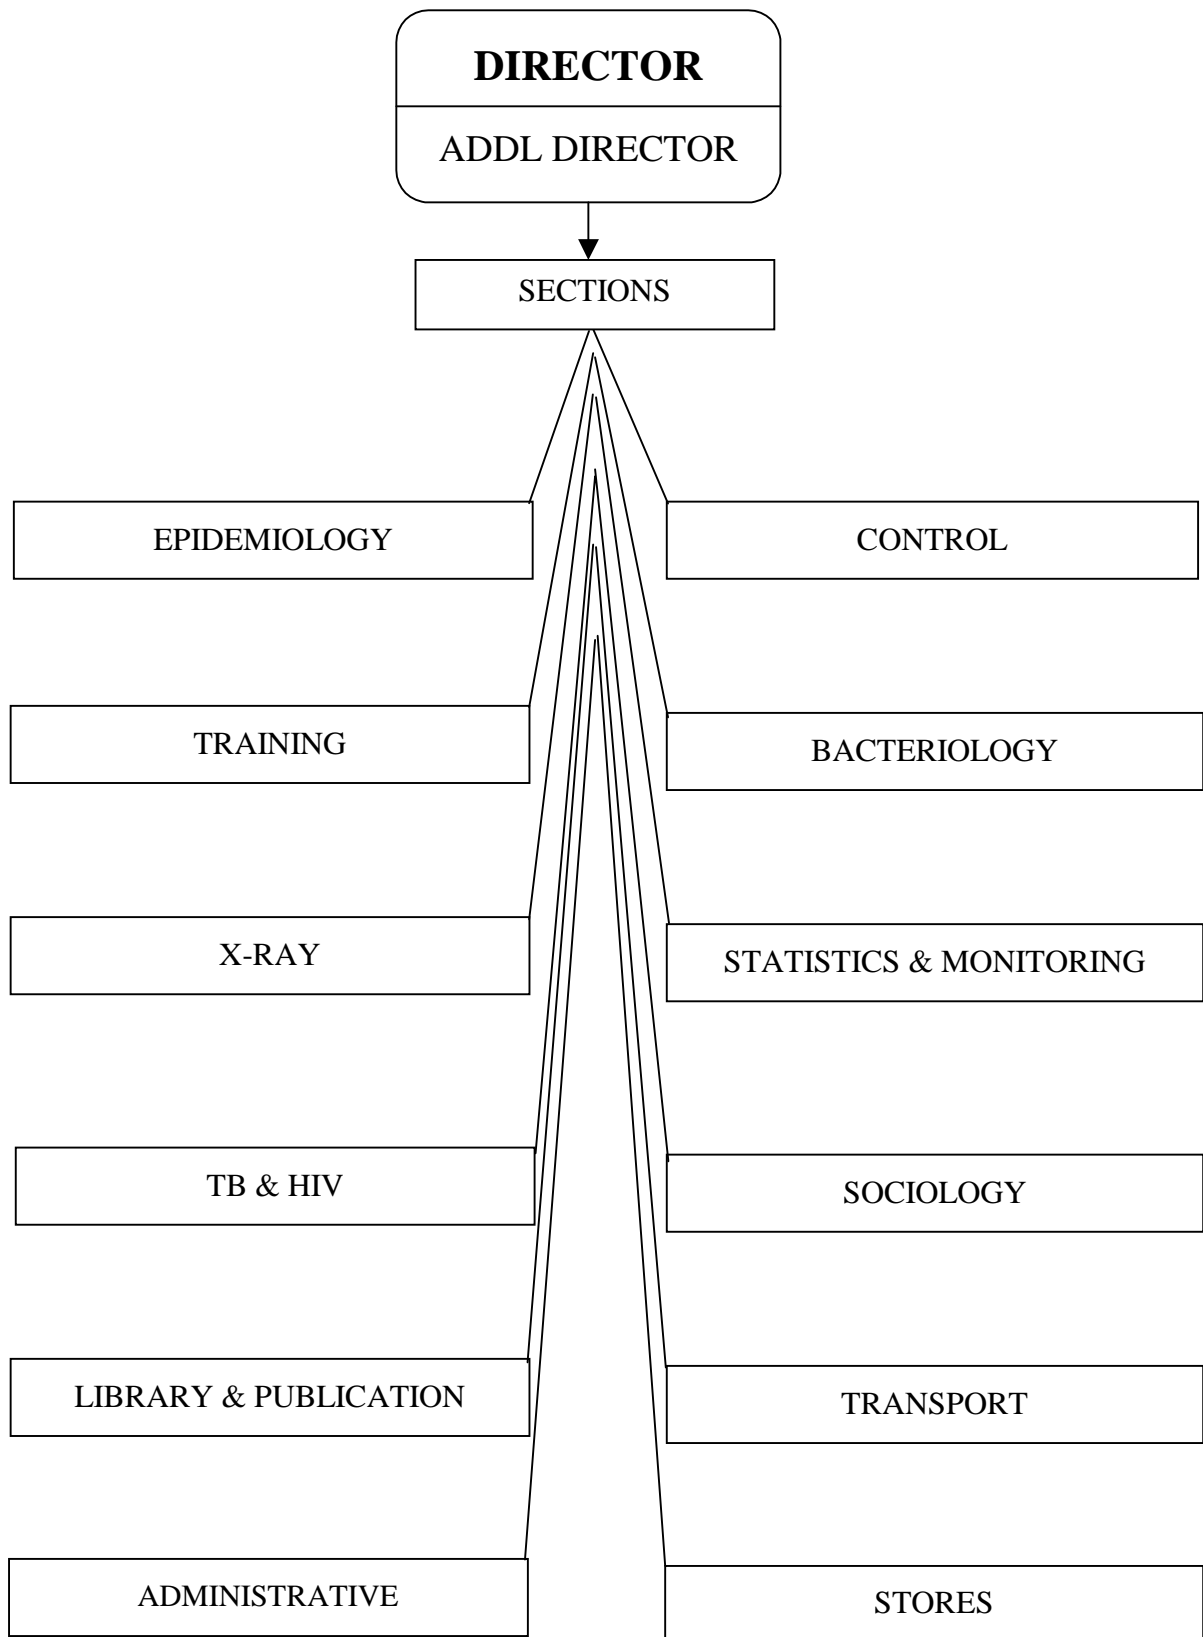 DIRECTOR
ADDL DIRECTOR
SECTIONS
EPIDEMIOLOGY
CONTROL
TRAINING
BACTERIOLOGY
X-RAY
STATISTICS & MONITORING
TB & HIV
SOCIOLOGY
LIBRARY & PUBLICATION
TRANSPORT
ADMINISTRATIVE
STORES